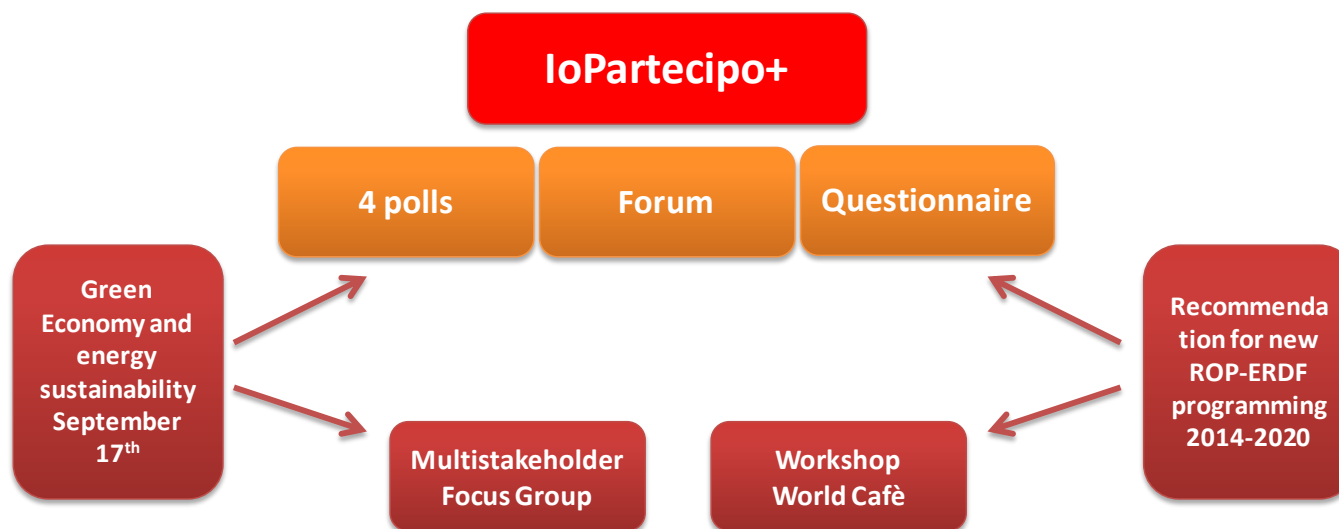 IoPartecipo+
4 polls
Forum
Questionnaire
Green
Economy and
energy
sustainability
September
17th
Recommenda
tion for new
ROP-ERDF
programming
2014-2020
Multistakeholder
Focus Group
Workshop
World Cafè